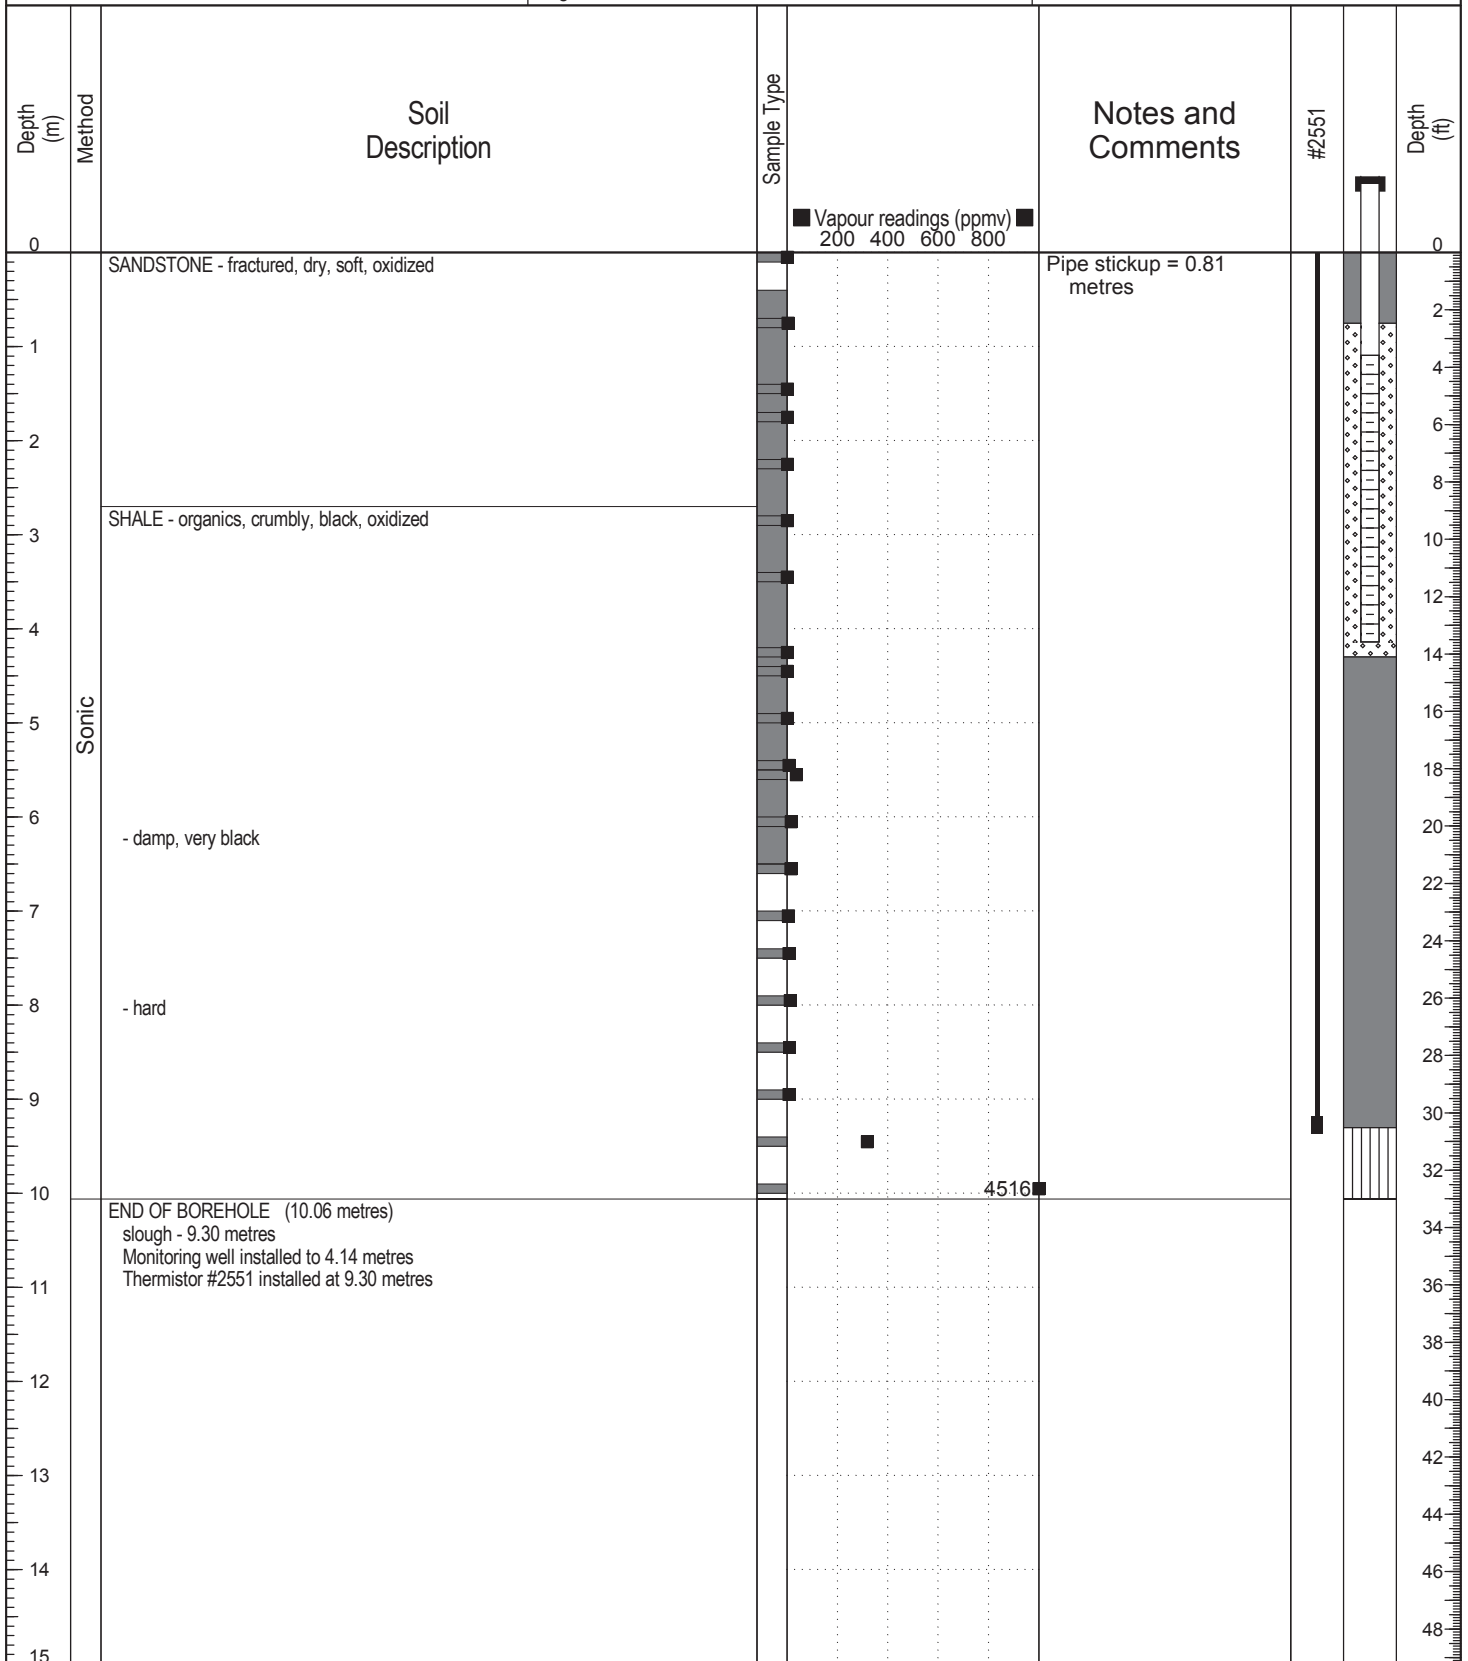 Depth
(m)
Method
Soil
Description
Sample Type
Vapour readings (ppmv)
200 400 600 800
Notes and
Comments
#2551
Depth
(ft)
0
0
SANDSTONE - fractured, dry, soft, oxidized
Pipe stickup = 0.81
metres
2
1
4
6
2
8
SHALE - organics, crumbly, black, oxidized
3
10
12
4
14
Sonic
5
16
18
6
20
- damp, very black
22
7
24
8
26
- hard
28
9
30
32
10
4516
END OF BOREHOLE (10.06 metres)
34
slough - 9.30 metres
Monitoring well installed to 4.14 metres
Thermistor #2551 installed at 9.30 metres
11
36
38
12
40
42
13
44
14
46
48
15